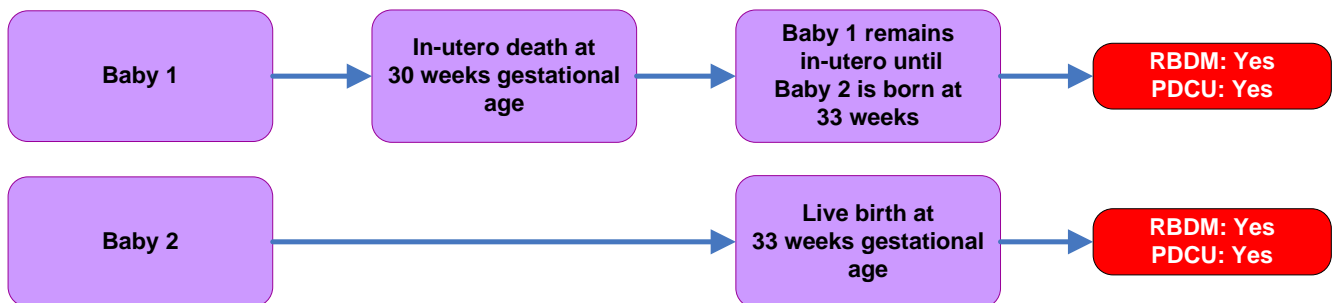 Baby 1
In-utero death at
30 weeks gestational
age
Baby 1 remains
in-utero until
Baby 2 is born at
33 weeks
RBDM: Yes
PDCU: Yes
Baby 2
Live birth at
33 weeks gestational
age
RBDM: Yes
PDCU: Yes